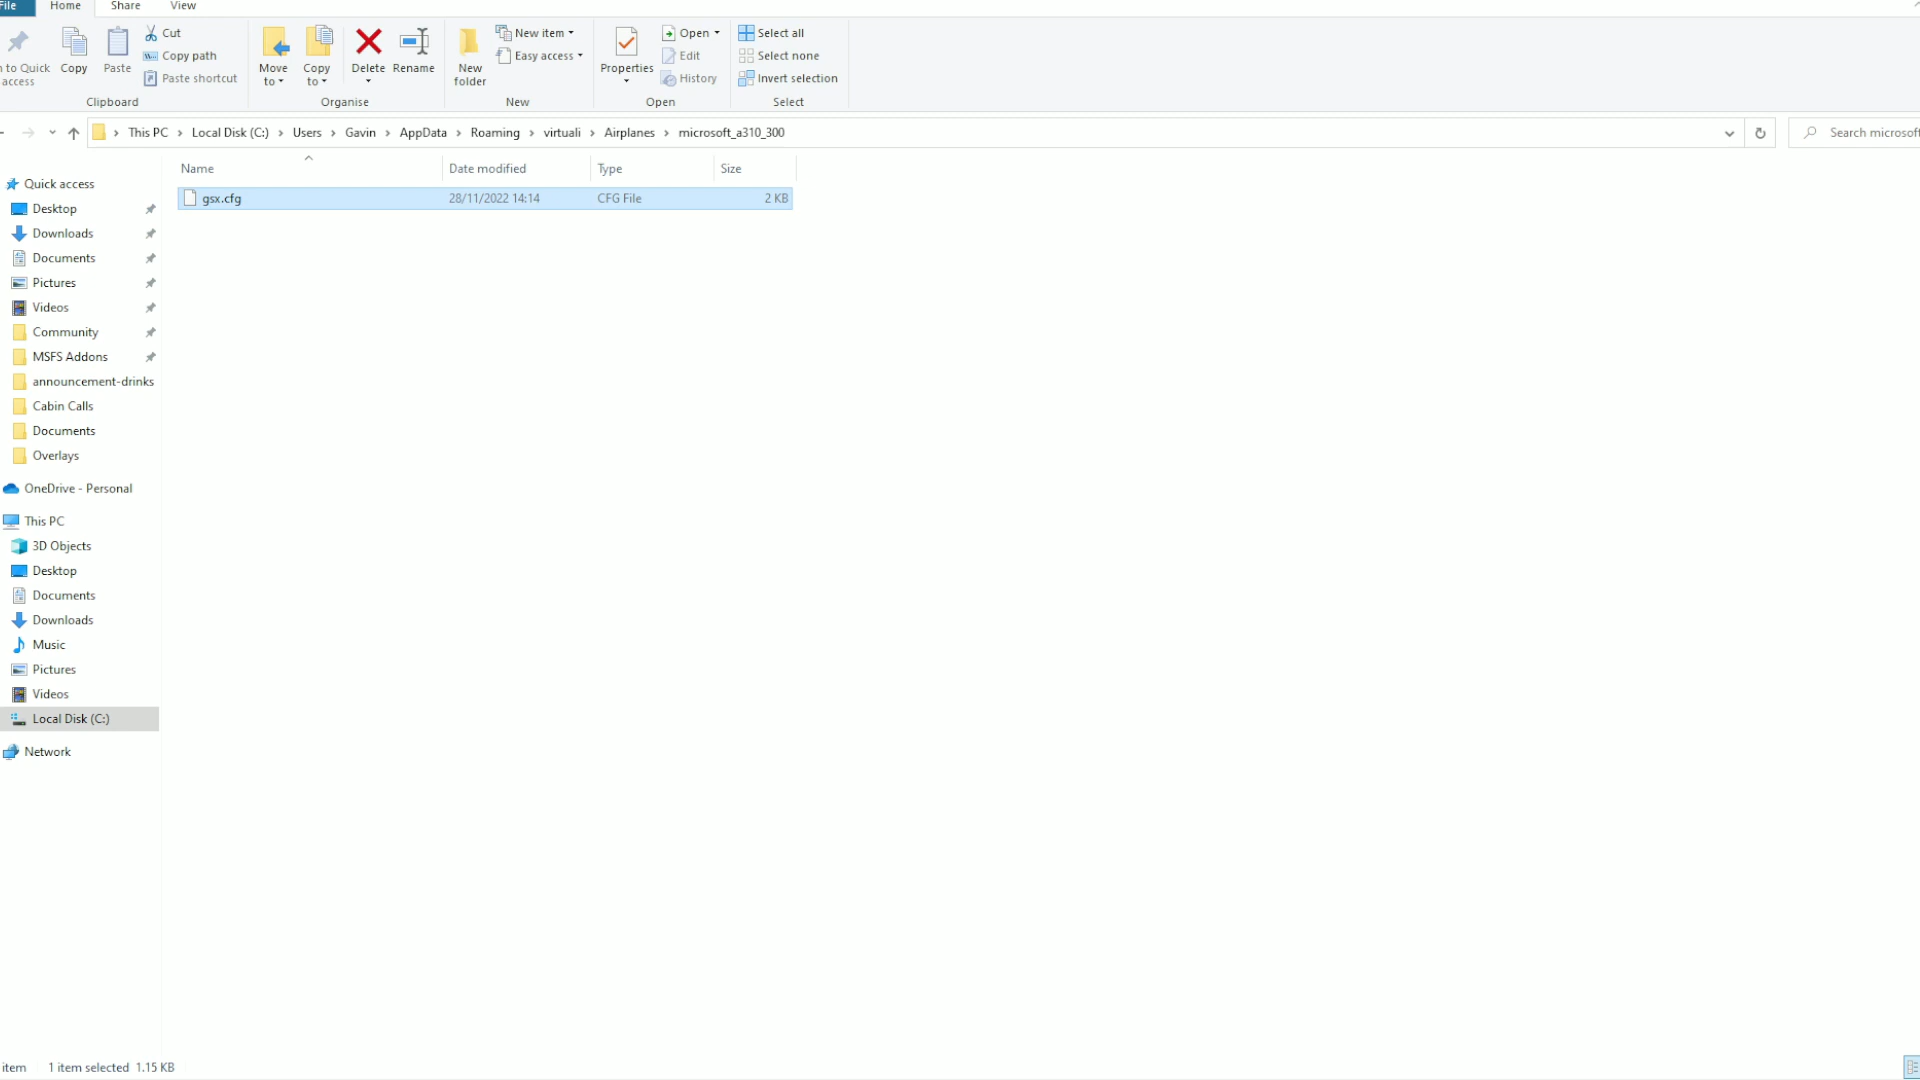 File Home Share View
to Quick access
Copy
Paste
Cut
Copy path
Paste shortcut
Clipboard
Move to
Copy to
Delete
Rename
Organise
New folder
New item
Easy access
New
Properties
Open
Edit
History
Open
Select all
Select none
Invert selection
Select
This PC Local Disk (C:) Users Gavin AppData Roaming virtuali Airplanes microsoft_a310_300
Search microsoft
Name Date modified Type Size
gsx.cfg 28/11/2022 14:14 CFG File 2 KB
Quick access
Desktop
Downloads
Documents
Pictures
Videos
Community
MSFS Addons
announcement-drinks
Cabin Calls
Documents
Overlays
OneDrive - Personal
This PC
3D Objects
Desktop
Documents
Downloads
Music
Pictures
Videos
Local Disk (C:)
Network
item 1 item selected 1.15 KB